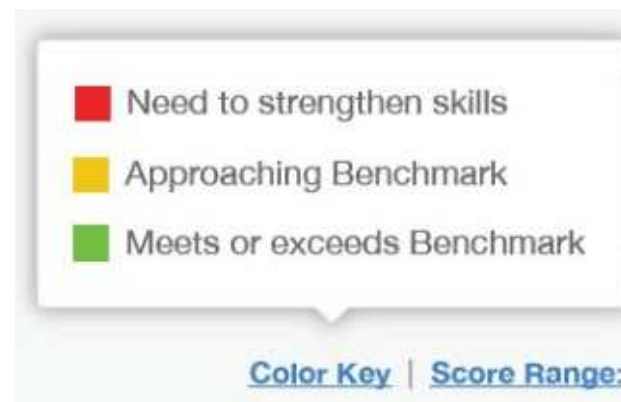 Need to strengthen skills
Approaching Benchmark
Meets or exceeds Benchmark
Color Key | Score Range: